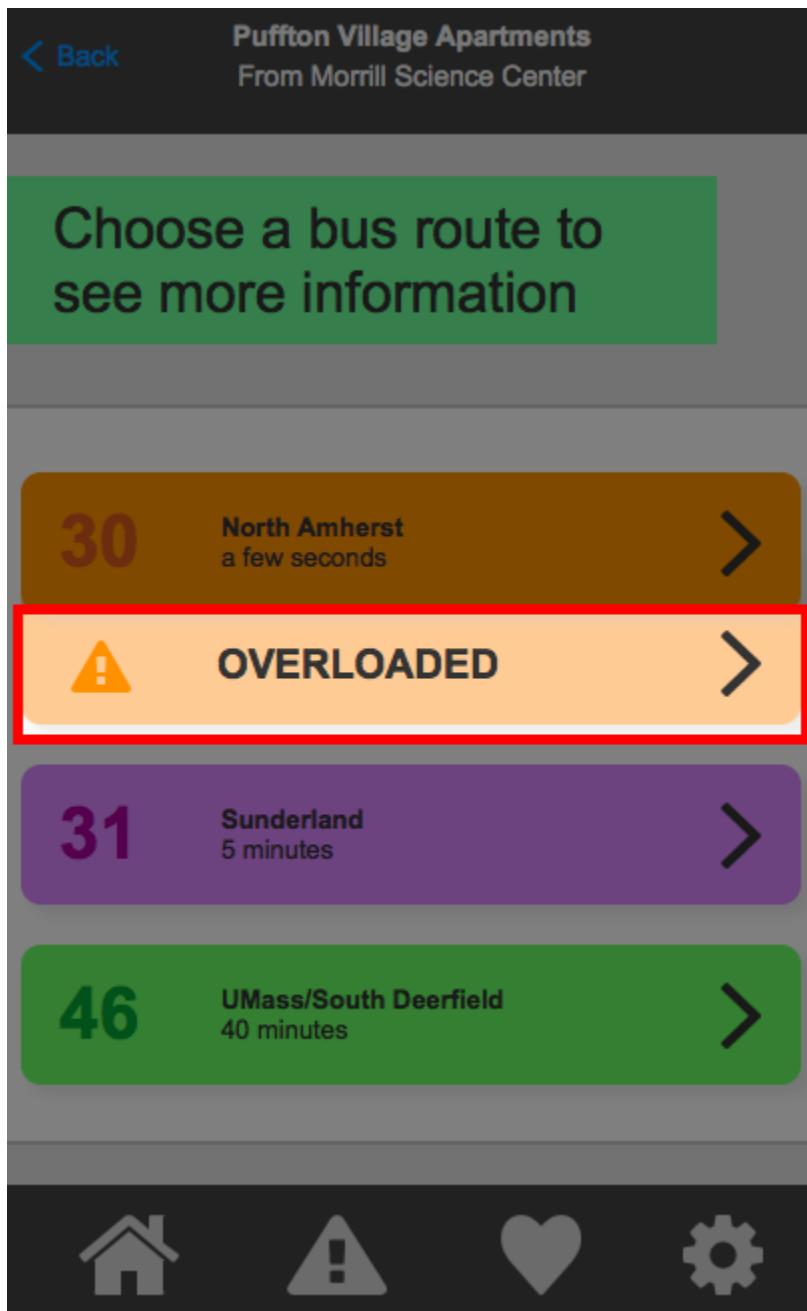 Back
Puffton Village Apartments
From Morrill Science Center
Choose a bus route to
see more information
30
North Amherst
a few seconds
OVERLOADED
31
Sunderland
5 minutes
46
UMass/South Deerfield
40 minutes